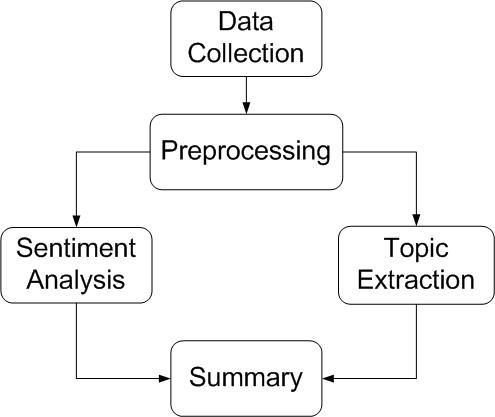 Data
Collection
Preprocessing
Sentiment
Analysis
Topic
Extraction
Summary